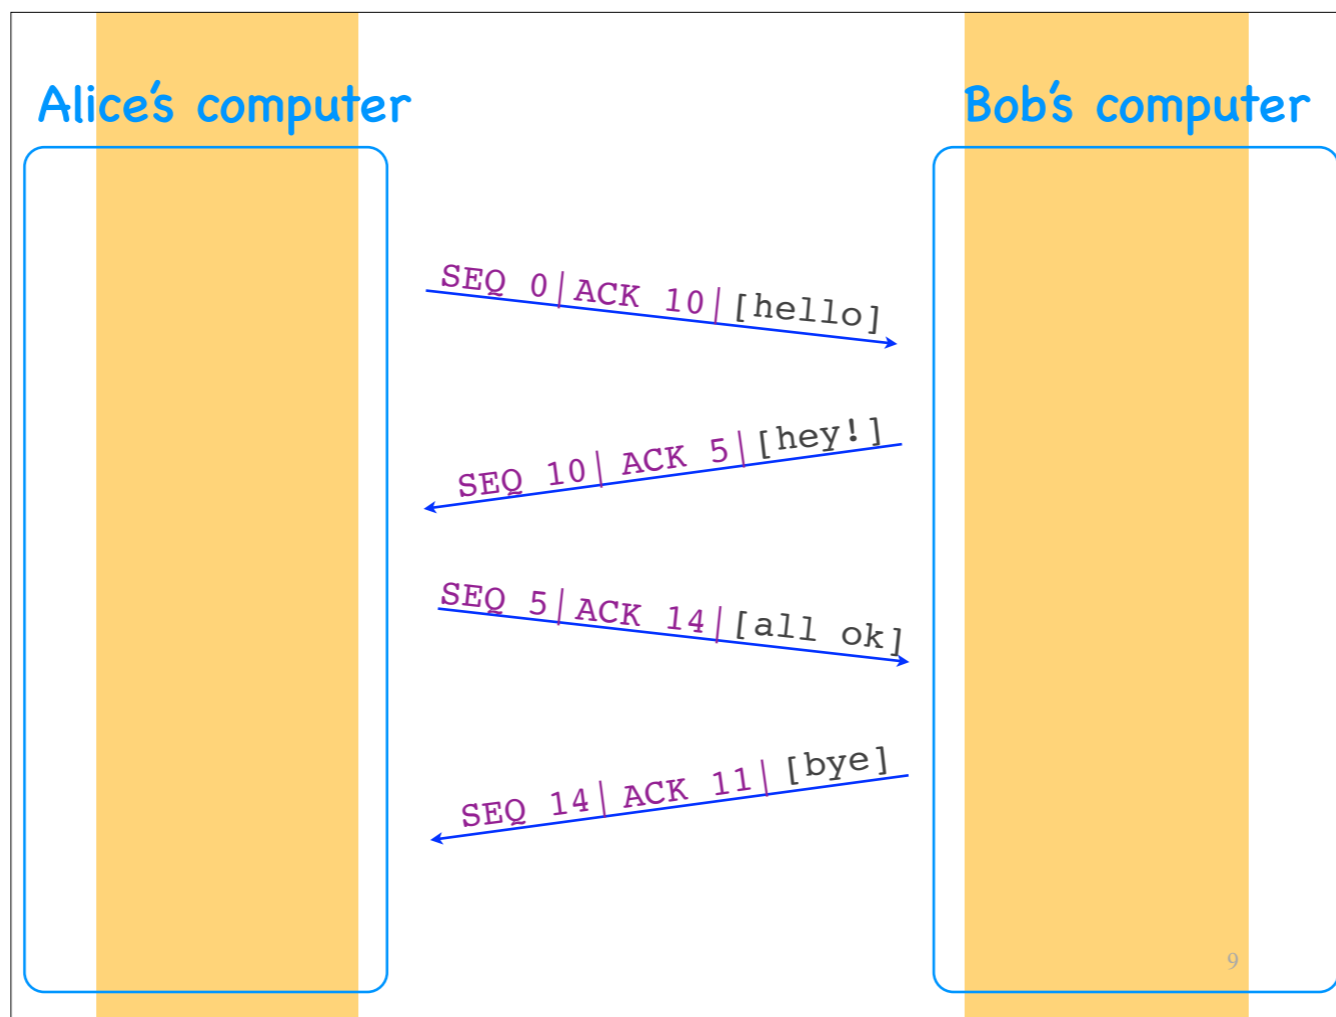 Alice's computer
Bob's computer
SEQ 0| ACK 10| [hello]
SEQ 10| ACK 5| [hey!]
SEQ 5| ACK 14| [all ok]
SEQ 14| ACK 11| [bye]
9